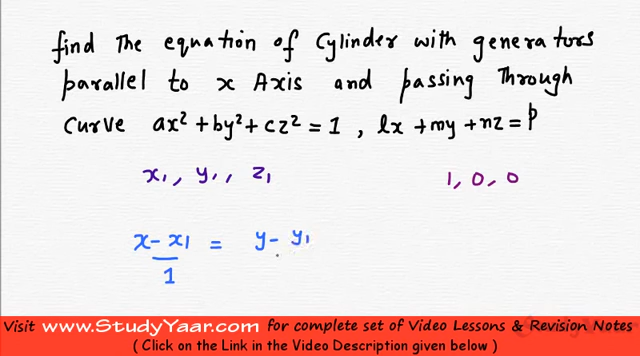 find The equation of Cylinder with generators
parallel to x Axis and passing Through
Curve ax² + by² + cz² = 1 , lx + my + nz = p
x₁ , y₁ , z₁ 1, 0, 0
x - x₁ = y - y₁
1
Visit www.StudyYaar.com for complete set of Video Lessons & Revision Notes
( Click on the Link in the Video Description given below )